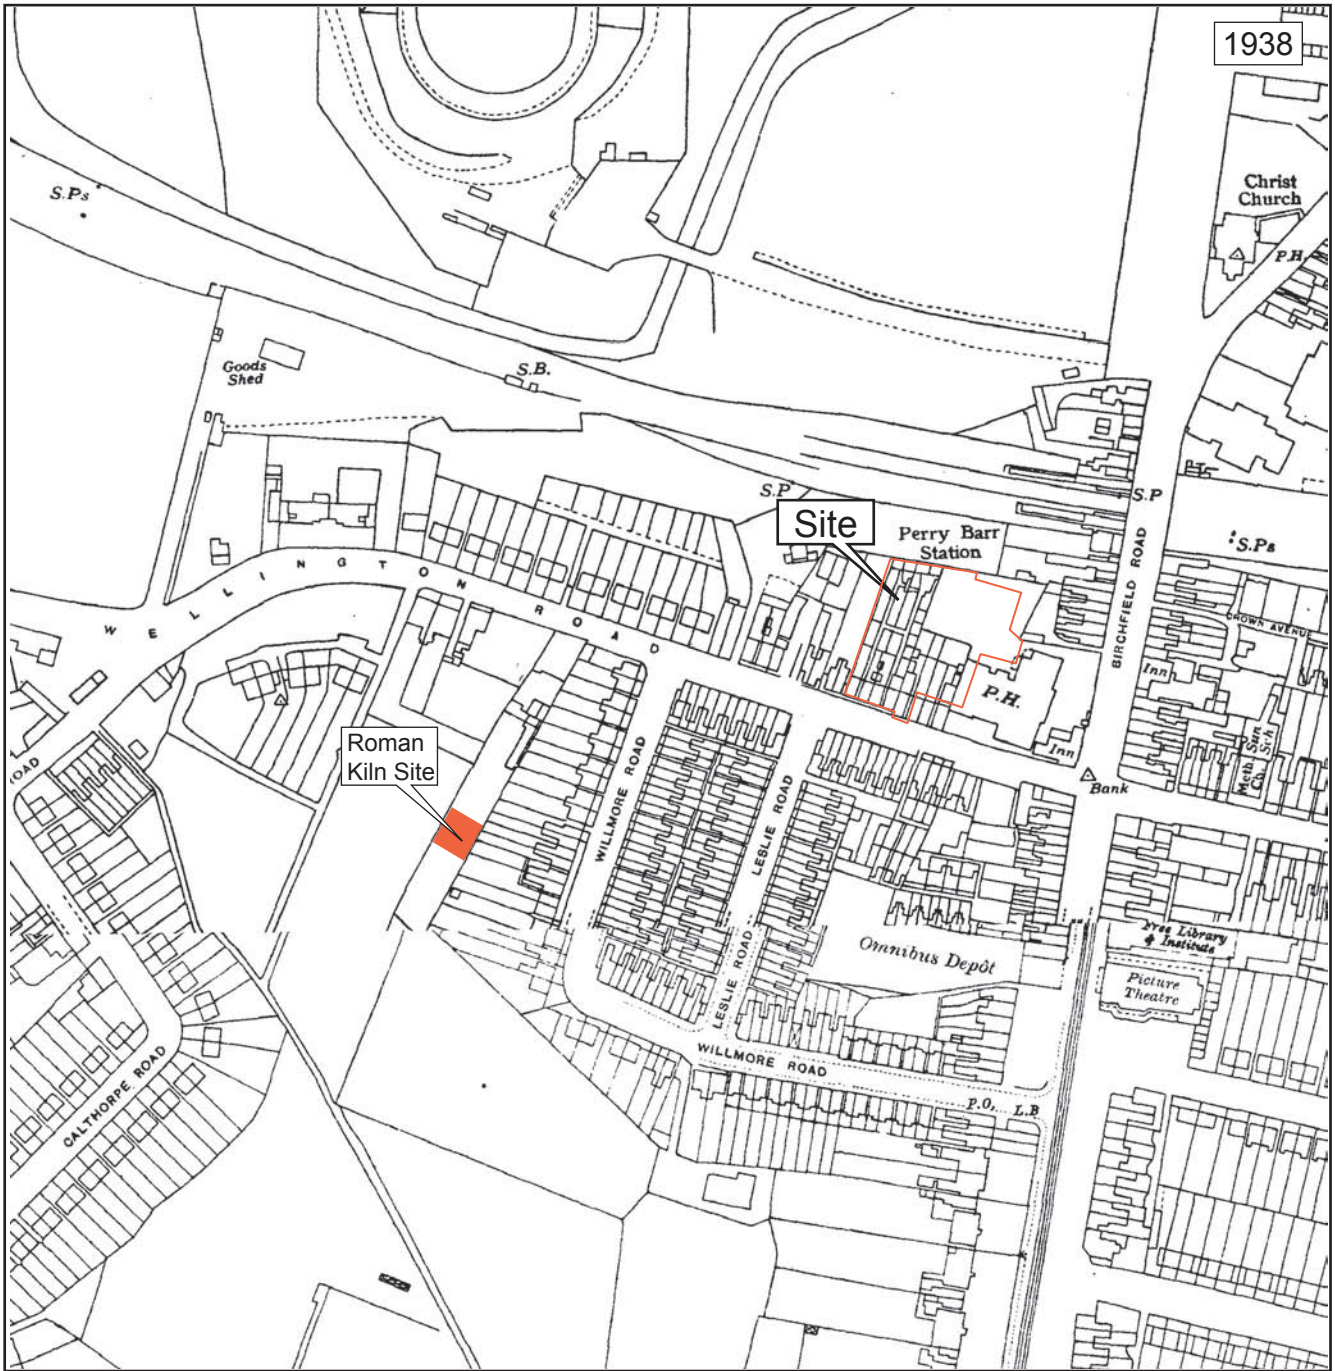 1938
S.Ps
Christ
Church
P.H.
Goods
Shed
S.B.
S.P
S.P
Site
Perry Barr
Station
S.Ps
WELLINGTON ROAD
BIRCHFIELD ROAD
CROWN AVENUE
Inn
P.H.
Inn
Meth.
Ch.
Sun.
Sch.
Bank
Roman
Kiln Site
ROAD
WILLMORE ROAD
LESLIE ROAD
LESLIE ROAD
Omnibus Depôt
Free Library
& Institute
Picture
Theatre
WILLMORE ROAD
P.O.
L.B
CALTHORPE ROAD